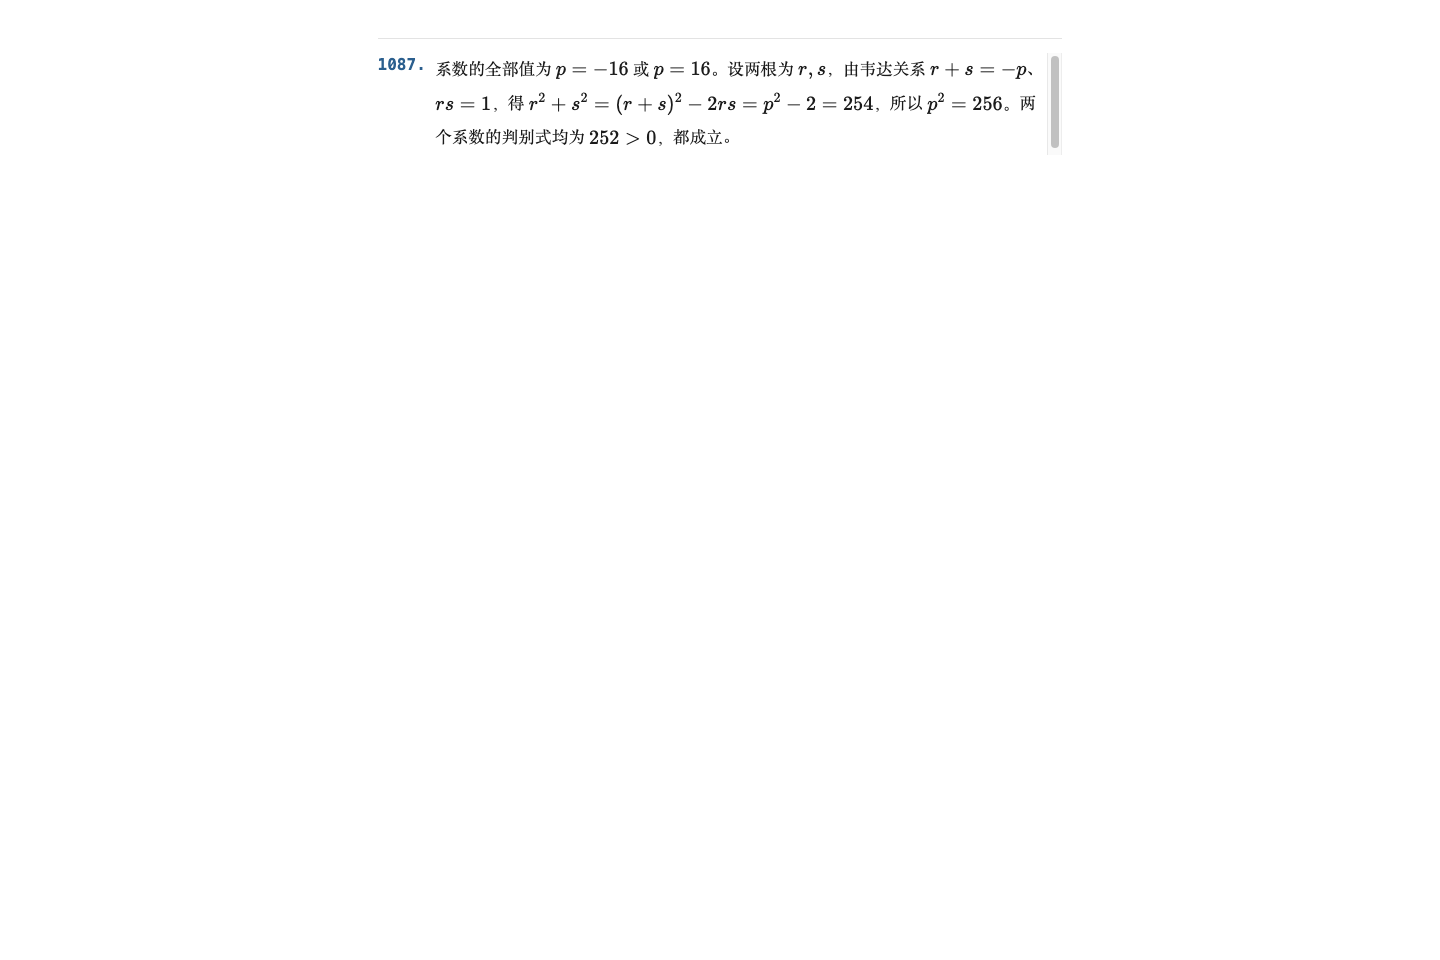 1087. 系数的全部值为 p = −16 或 p = 16。设两根为 r, s，由韦达关系 r + s = −p、
rs = 1，得 r² + s² = (r + s)² − 2rs = p² − 2 = 254，所以 p² = 256。两
个系数的判别式均为 252 > 0，都成立。